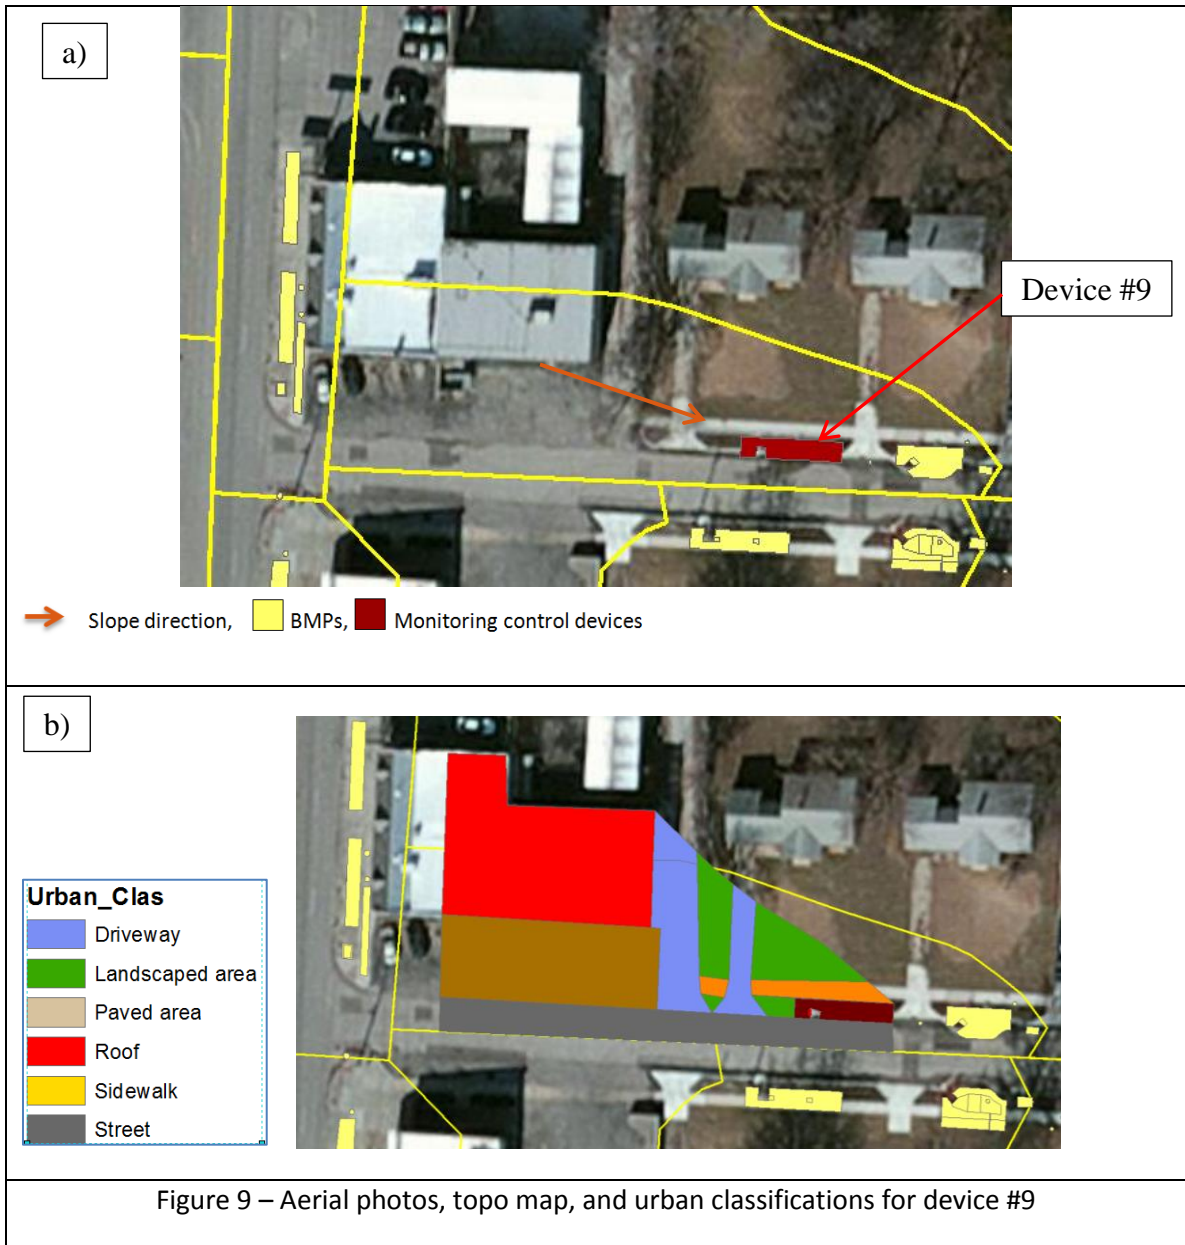 a)
Device #9
Slope direction, BMPs, Monitoring control devices
b)
Urban_Clas
Driveway
Landscaped area
Paved area
Roof
Sidewalk
Street
Figure 9 – Aerial photos, topo map, and urban classifications for device #9